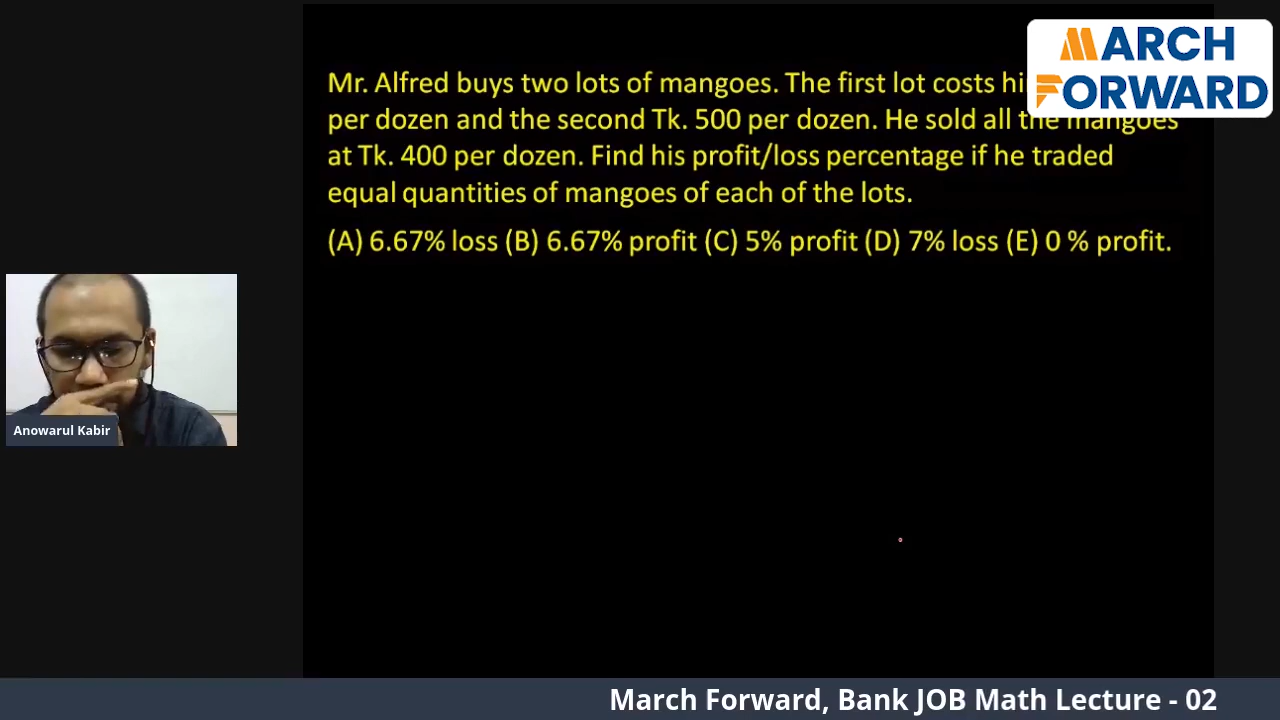 MARCH
FORWARD
Mr. Alfred buys two lots of mangoes. The first lot costs
per dozen and the second Tk. 500 per dozen. He sold all the mangoes
at Tk. 400 per dozen. Find his profit/loss percentage if he traded
equal quantities of mangoes of each of the lots.
(A) 6.67% loss (B) 6.67% profit (C) 5% profit (D) 7% loss (E) 0 % profit.
Anowarul Kabir
March Forward, Bank JOB Math Lecture - 02